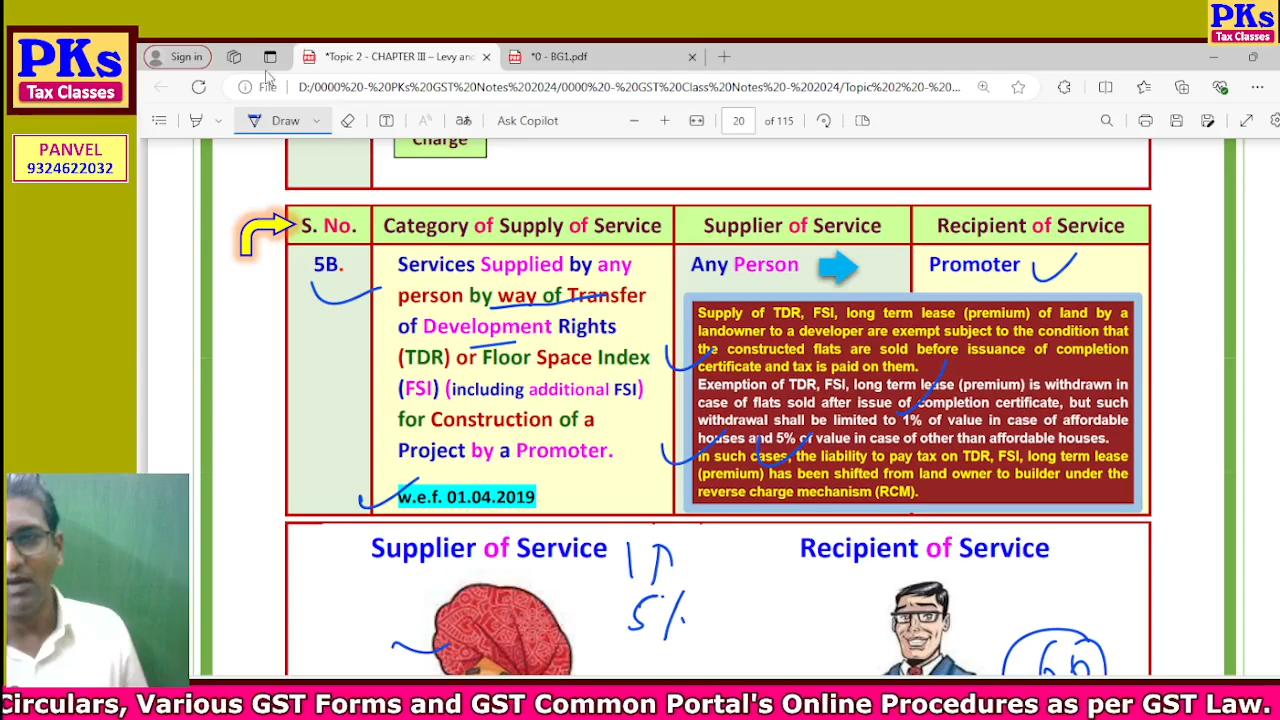 PKs
Tax Classes
PKs
Tax Classes
PANVEL
9324622032
Sign in
*Topic 2 - CHAPTER III – Levy and
*0 - BG1.pdf
File
D:/0000%20-%20PKs%20GST%20Notes%202024/0000%20-%20GST%20Class%20Notes%20-%202024/Topic%202%20-%20...
Draw
Ask Copilot
20
of 115
Charge
S. No.
Category of Supply of Service
Supplier of Service
Recipient of Service
5B.
Services Supplied by any
person by way of Transfer
of Development Rights
(TDR) or Floor Space Index
(FSI) (including additional FSI)
for Construction of a
Project by a Promoter.
w.e.f. 01.04.2019
Any Person
Promoter
Supply of TDR, FSI, long term lease (premium) of land by a
landowner to a developer are exempt subject to the condition that
the constructed flats are sold before issuance of completion
certificate and tax is paid on them.
Exemption of TDR, FSI, long term lease (premium) is withdrawn in
case of flats sold after issue of completion certificate, but such
withdrawal shall be limited to 1% of value in case of affordable
houses and 5% of value in case of other than affordable houses.
In such cases, the liability to pay tax on TDR, FSI, long term lease
(premium) has been shifted from land owner to builder under the
reverse charge mechanism (RCM).
Supplier of Service
Recipient of Service
5%
Circulars, Various GST Forms and GST Common Portal's Online Procedures as per GST Law.